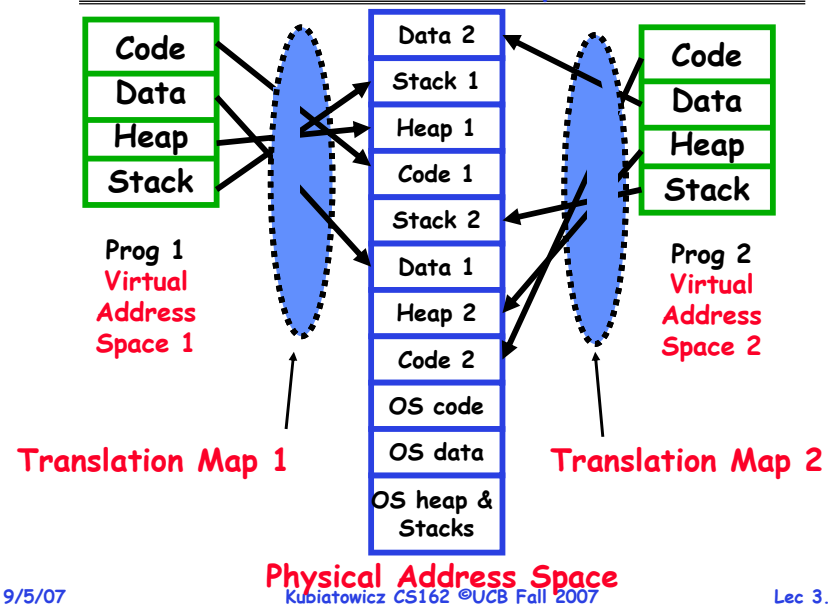 Code
Data
Heap
Stack
Prog 1
Virtual
Address
Space 1
Data 2
Stack 1
Heap 1
Code 1
Stack 2
Data 1
Heap 2
Code 2
OS code
OS data
OS heap &
Stacks
Code
Data
Heap
Stack
Prog 2
Virtual
Address
Space 2
Translation Map 1
Translation Map 2
Physical Address Space
9/5/07
Kubiatowicz CS162 ©UCB Fall 2007
Lec 3.